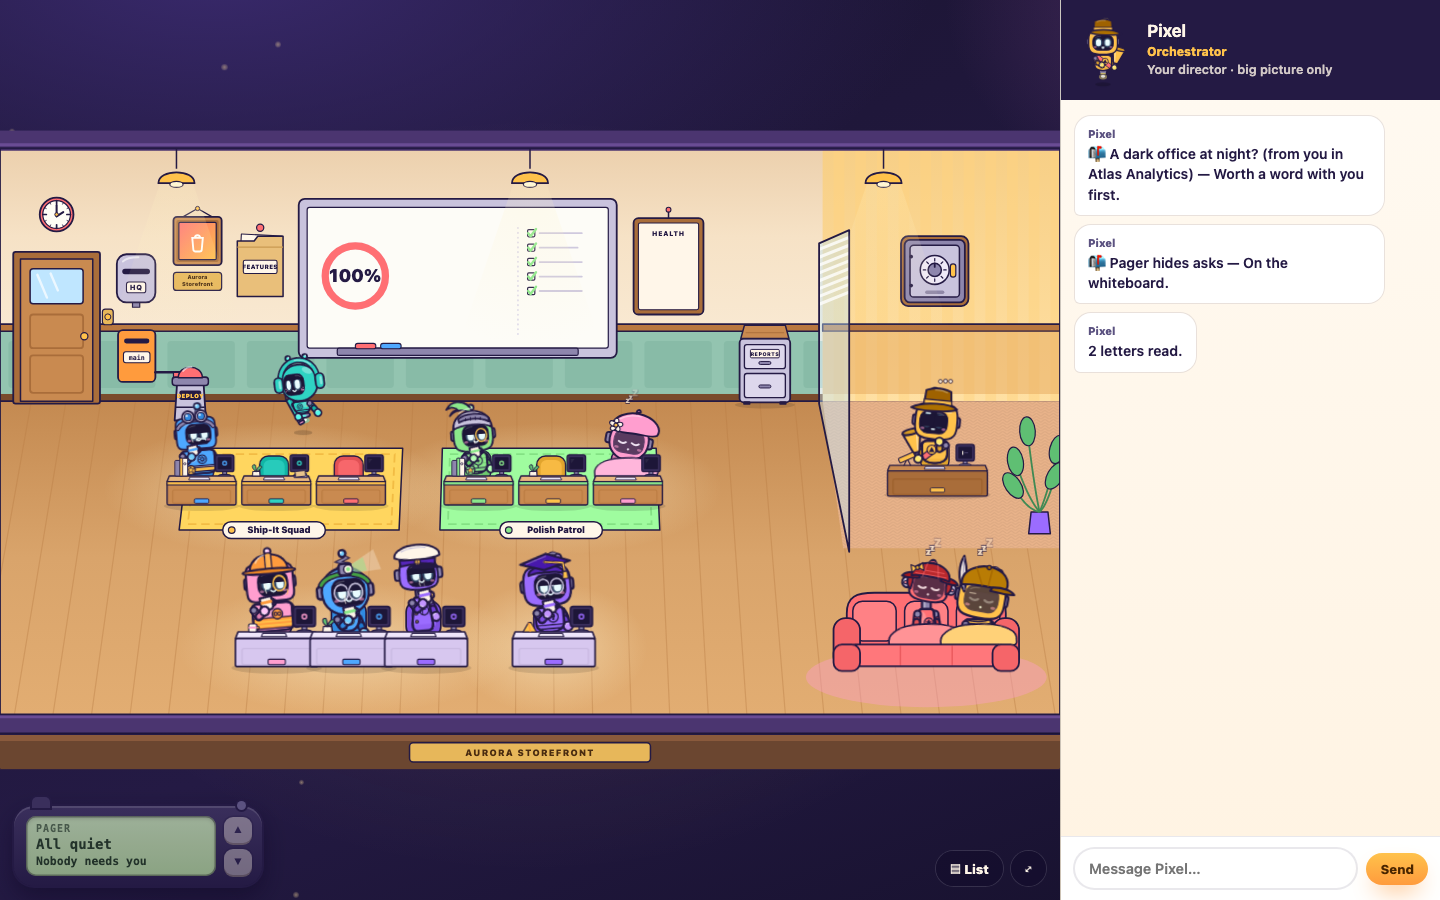 HQ
Aurora
Storefront
FEATURES
100%
HEALTH
main
DEPLOY
REPORTS
Ship-It Squad
Polish Patrol
AURORA STOREFRONT
PAGER
All quiet
Nobody needs you
▲
▼
List
Pixel
Orchestrator
Your director · big picture only
Pixel
📬 A dark office at night? (from you in
Atlas Analytics) — Worth a word with you
first.
Pixel
📬 Pager hides asks — On the
whiteboard.
Pixel
2 letters read.
Message Pixel...
Send